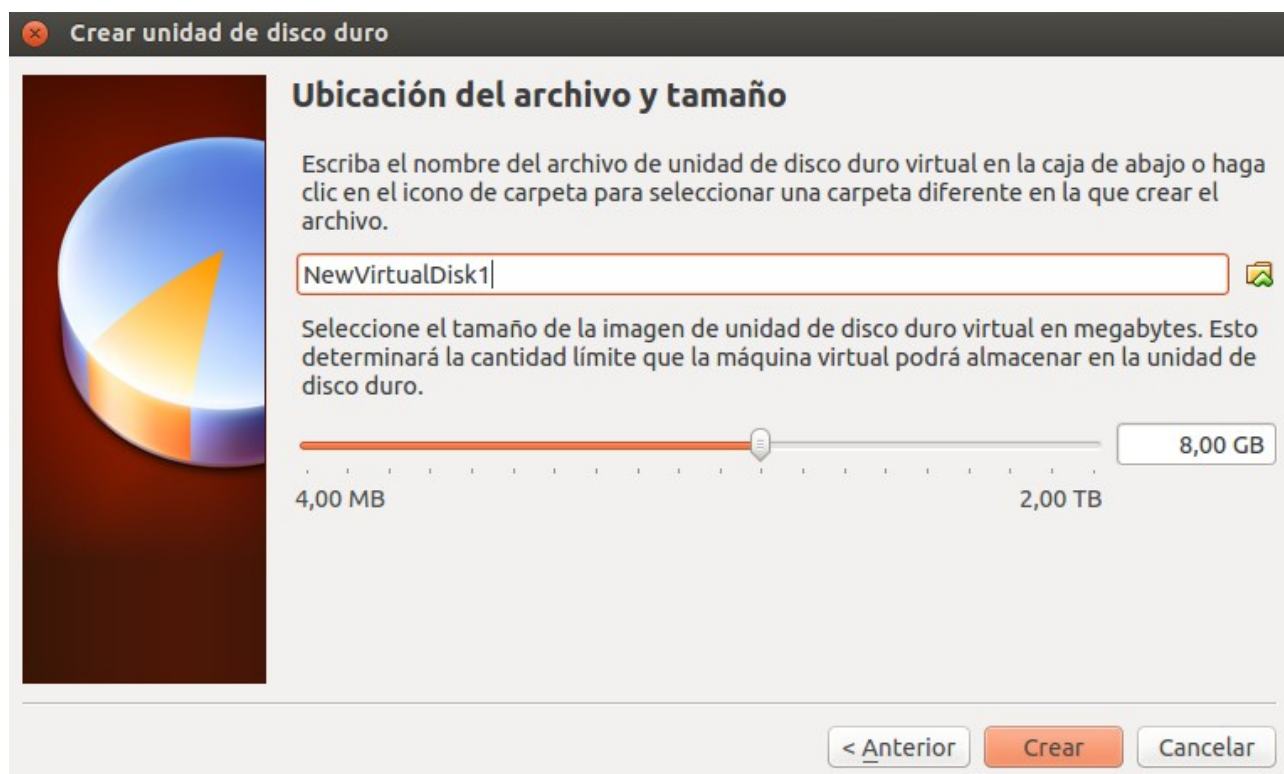 Crear unidad de disco duro
Ubicación del archivo y tamaño
Escriba el nombre del archivo de unidad de disco duro virtual en la caja de abajo o haga
clic en el icono de carpeta para seleccionar una carpeta diferente en la que crear el
archivo.
NewVirtualDisk1
Seleccione el tamaño de la imagen de unidad de disco duro virtual en megabytes. Esto
determinará la cantidad límite que la máquina virtual podrá almacenar en la unidad de
disco duro.
8,00 GB
4,00 MB 2,00 TB
< Anterior Crear Cancelar